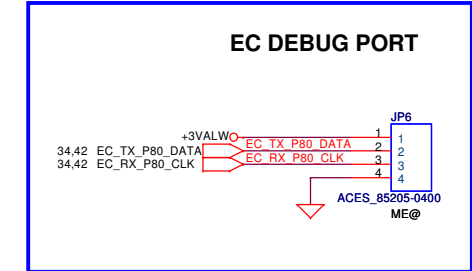 EC DEBUG PORT
JP6
+3VALW 1 1
34,42 EC_TX_P80_DATA EC_TX_P80_DATA 2 2
34,42 EC_RX_P80_CLK EC_RX_P80_CLK 3 3
4 4
ACES_85205-0400
ME@